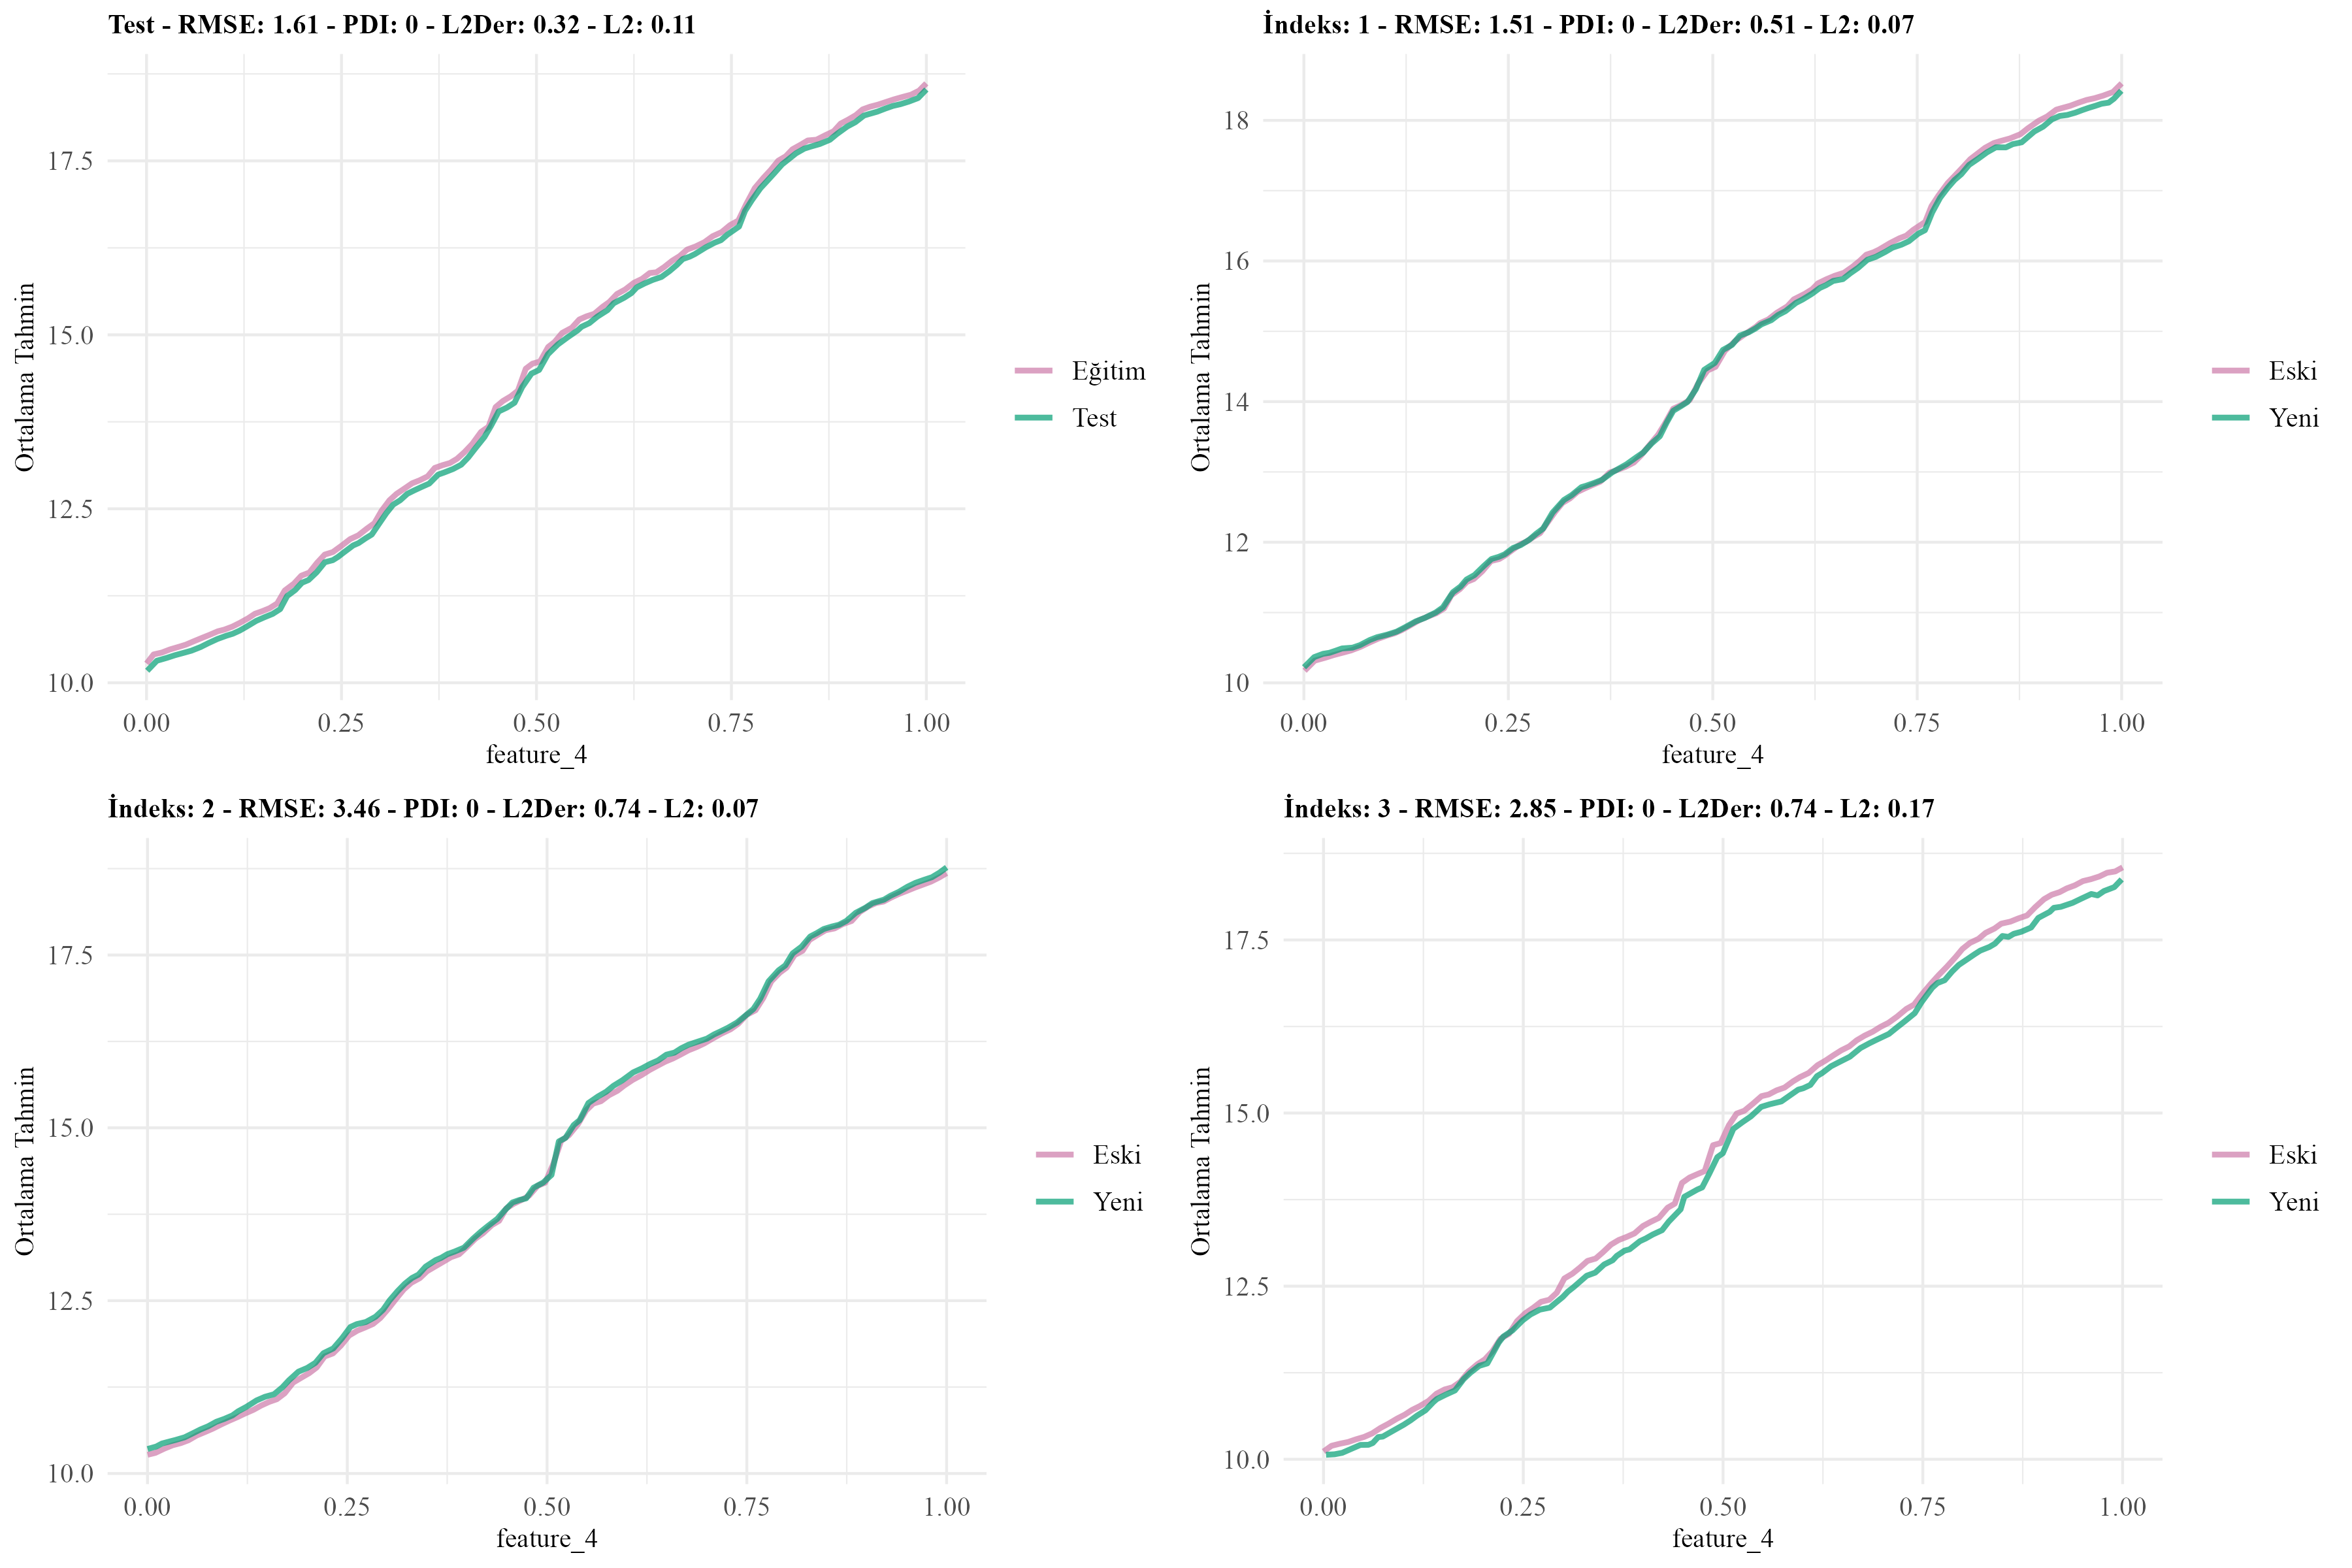 Test - RMSE: 1.61 - PDI: 0 - L2Der: 0.32 - L2: 0.11
Ortalama Tahmin
17.5
15.0
12.5
10.0
0.00 0.25 0.50 0.75 1.00
feature_4
Eğitim
Test
İndeks: 1 - RMSE: 1.51 - PDI: 0 - L2Der: 0.51 - L2: 0.07
Ortalama Tahmin
18
16
14
12
10
0.00 0.25 0.50 0.75 1.00
feature_4
Eski
Yeni
İndeks: 2 - RMSE: 3.46 - PDI: 0 - L2Der: 0.74 - L2: 0.07
Ortalama Tahmin
17.5
15.0
12.5
10.0
0.00 0.25 0.50 0.75 1.00
feature_4
Eski
Yeni
İndeks: 3 - RMSE: 2.85 - PDI: 0 - L2Der: 0.74 - L2: 0.17
Ortalama Tahmin
17.5
15.0
12.5
10.0
0.00 0.25 0.50 0.75 1.00
feature_4
Eski
Yeni